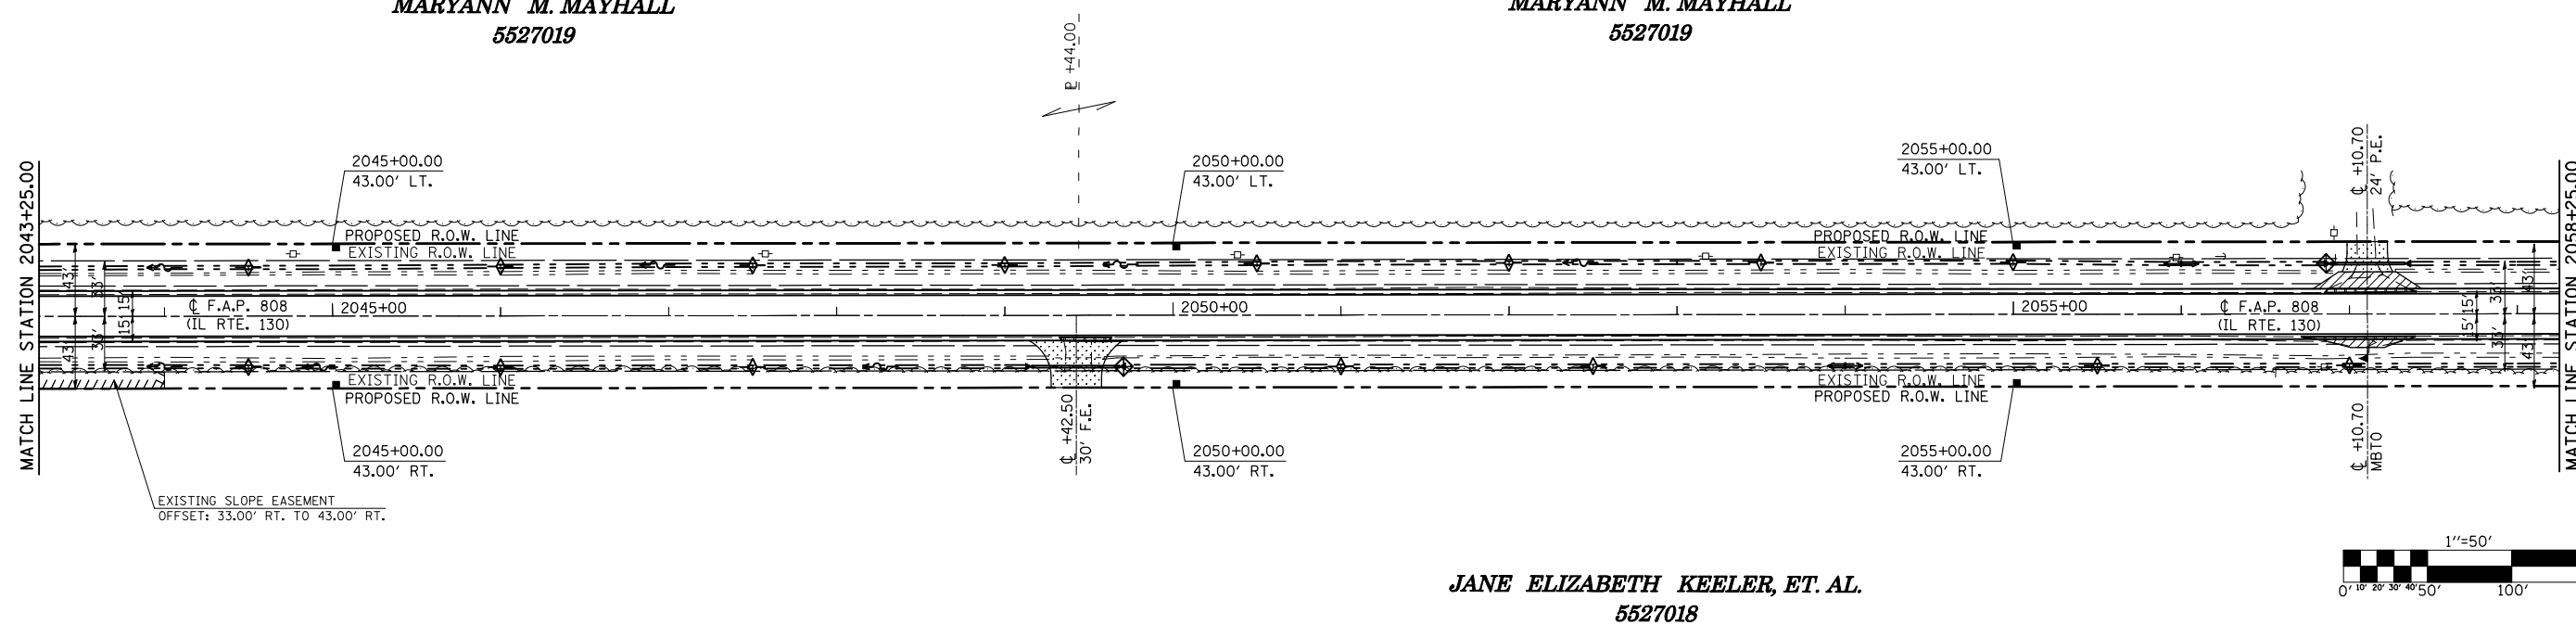 MARYANN M. MAYHALL
5527019
MARYANN M. MAYHALL
5527019
℄ +44.00
2045+00.00
43.00' LT.
2050+00.00
43.00' LT.
2055+00.00
43.00' LT.
℄ +10.70
24' P.E.
MATCH LINE STATION 2043+25.00
MATCH LINE STATION 2058+25.00
PROPOSED R.O.W. LINE
EXISTING R.O.W. LINE
PROPOSED R.O.W. LINE
EXISTING R.O.W. LINE
43'
33'
15'
15'
33'
43'
℄ F.A.P. 808
(IL RTE. 130)
2045+00
2050+00
2055+00
℄ F.A.P. 808
(IL RTE. 130)
15'
33'
43'
15'
33'
43'
EXISTING R.O.W. LINE
PROPOSED R.O.W. LINE
EXISTING R.O.W. LINE
PROPOSED R.O.W. LINE
2045+00.00
43.00' RT.
℄ +42.50
30' F.E.
2050+00.00
43.00' RT.
2055+00.00
43.00' RT.
℄ +10.70
MBTO
EXISTING SLOPE EASEMENT
OFFSET: 33.00' RT. TO 43.00' RT.
JANE ELIZABETH KEELER, ET. AL.
5527018
1"=50'
0' 10' 20' 30' 40' 50' 100'